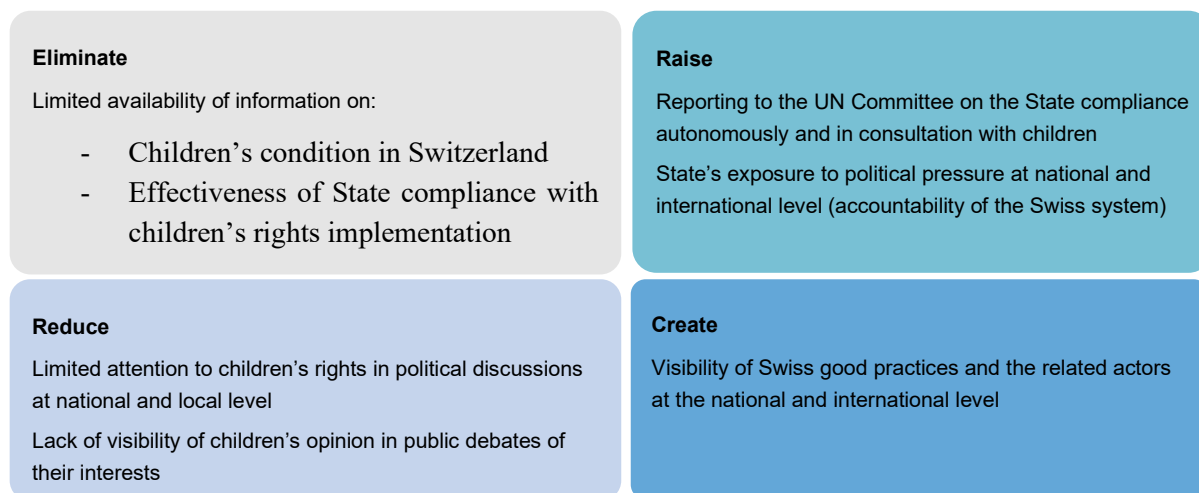 Eliminate
Limited availability of information on:
- Children’s condition in Switzerland
- Effectiveness of State compliance with
children’s rights implementation
Raise
Reporting to the UN Committee on the State compliance
autonomously and in consultation with children
State’s exposure to political pressure at national and
international level (accountability of the Swiss system)
Reduce
Limited attention to children’s rights in political discussions
at national and local level
Lack of visibility of children’s opinion in public debates of
their interests
Create
Visibility of Swiss good practices and the related actors
at the national and international level